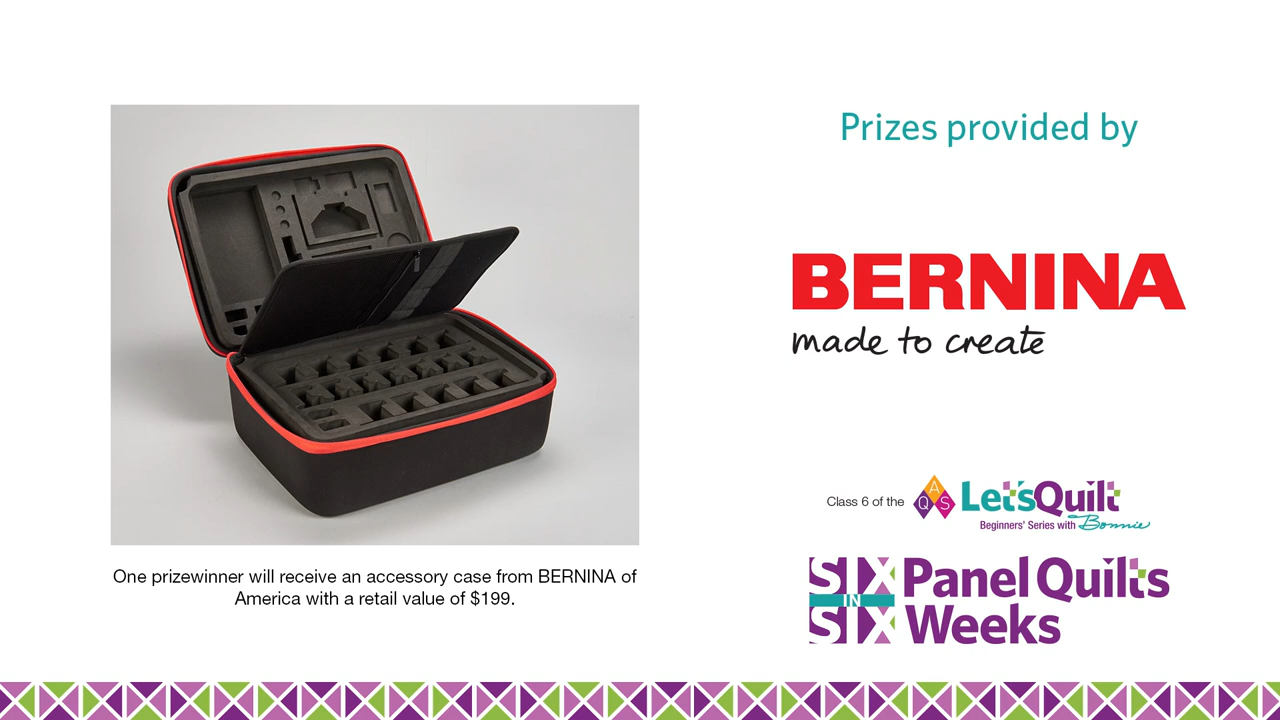 Prizes provided by
BERNINA
made to create
One prizewinner will receive an accessory case from BERNINA of
America with a retail value of $199.
Class 6 of the AQS Let'sQuilt
Beginners' Series with Bonnie
SIX IN SIX
Panel Quilts
Weeks